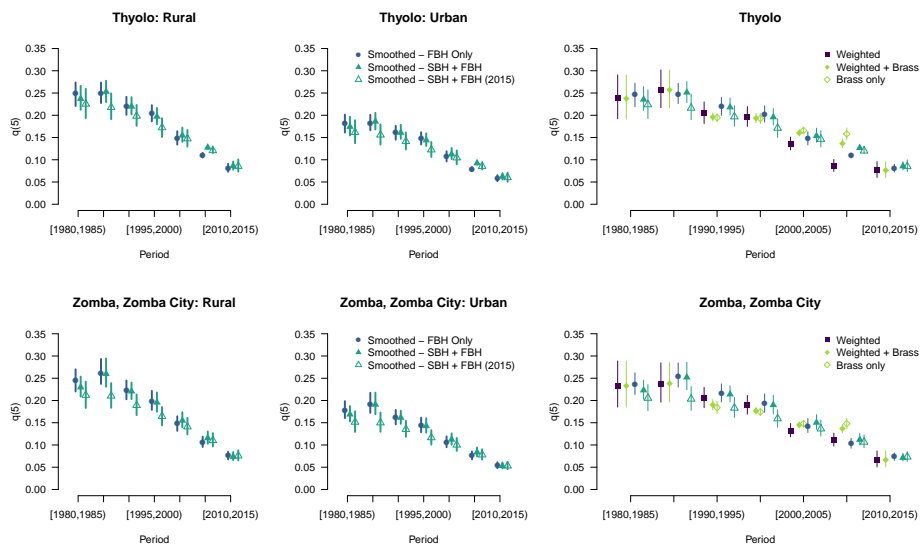 Thyolo: Rural
q(5)
0.35
0.30
0.25
0.20
0.15
0.10
0.05
0.00
[1980,1985)
[1995,2000)
[2010,2015)
Period
Thyolo: Urban
Smoothed − FBH Only
Smoothed − SBH + FBH
Smoothed − SBH + FBH (2015)
q(5)
0.35
0.30
0.25
0.20
0.15
0.10
0.05
0.00
[1980,1985)
[1995,2000)
[2010,2015)
Period
Thyolo
Weighted
Weighted + Brass
Brass only
q(5)
0.35
0.30
0.25
0.20
0.15
0.10
0.05
0.00
[1980,1985)
[1990,1995)
[2000,2005)
[2010,2015)
Period
Zomba, Zomba City: Rural
q(5)
0.35
0.30
0.25
0.20
0.15
0.10
0.05
0.00
[1980,1985)
[1995,2000)
[2010,2015)
Period
Zomba, Zomba City: Urban
Smoothed − FBH Only
Smoothed − SBH + FBH
Smoothed − SBH + FBH (2015)
q(5)
0.35
0.30
0.25
0.20
0.15
0.10
0.05
0.00
[1980,1985)
[1995,2000)
[2010,2015)
Period
Zomba, Zomba City
Weighted
Weighted + Brass
Brass only
q(5)
0.35
0.30
0.25
0.20
0.15
0.10
0.05
0.00
[1980,1985)
[1990,1995)
[2000,2005)
[2010,2015)
Period